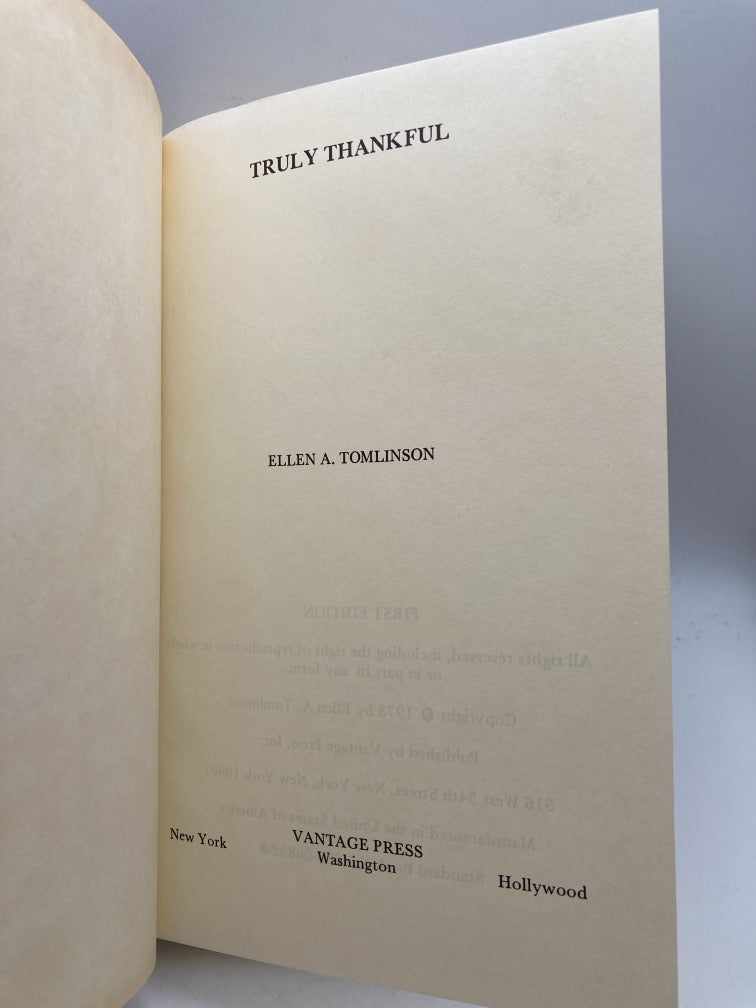 TRULY THANKFUL
ELLEN A. TOMLINSON
FIRST EDITION
All rights reserved, including the right of reproduction in whole
or in part in any form.
Copyright © 1973 by Ellen A. Tomlinson
Published by Vantage Press, Inc.
516 West 34th Street, New York, New York 10001
Manufactured in the United States of America
Standard
VANTAGE PRESS
New York Washington Hollywood